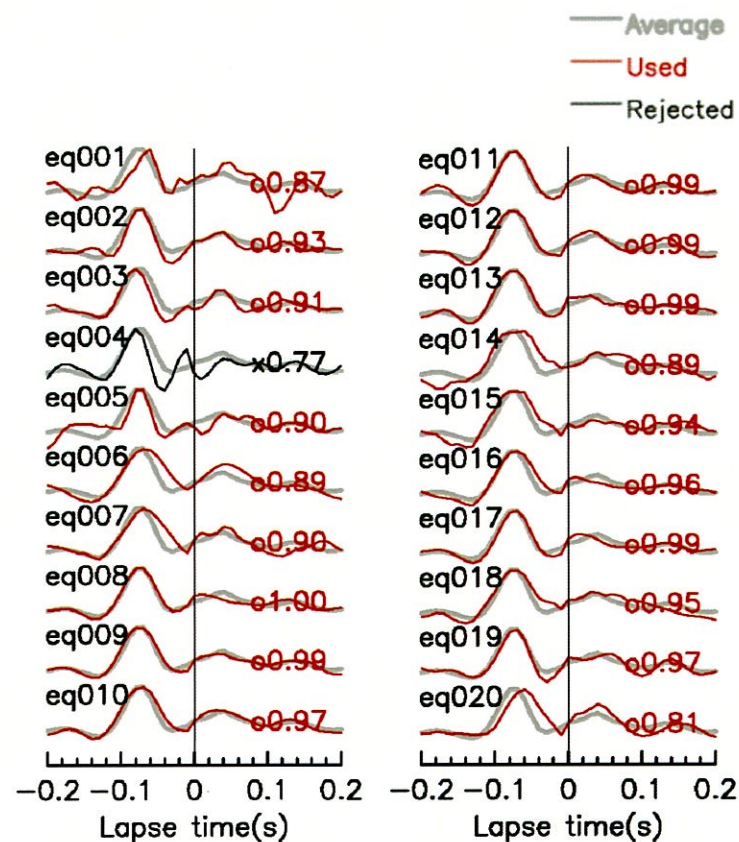 Average
Used
Rejected
eq001
o0.87
eq002
o0.93
eq003
o0.91
eq004
x0.77
eq005
o0.90
eq006
o0.89
eq007
o0.90
eq008
o1.00
eq009
o0.99
eq010
o0.97
-0.2 -0.1 0 0.1 0.2
Lapse time(s)
eq011
o0.99
eq012
o0.99
eq013
o0.99
eq014
o0.89
eq015
o0.94
eq016
o0.96
eq017
o0.99
eq018
o0.95
eq019
o0.97
eq020
o0.81
-0.2 -0.1 0 0.1 0.2
Lapse time(s)